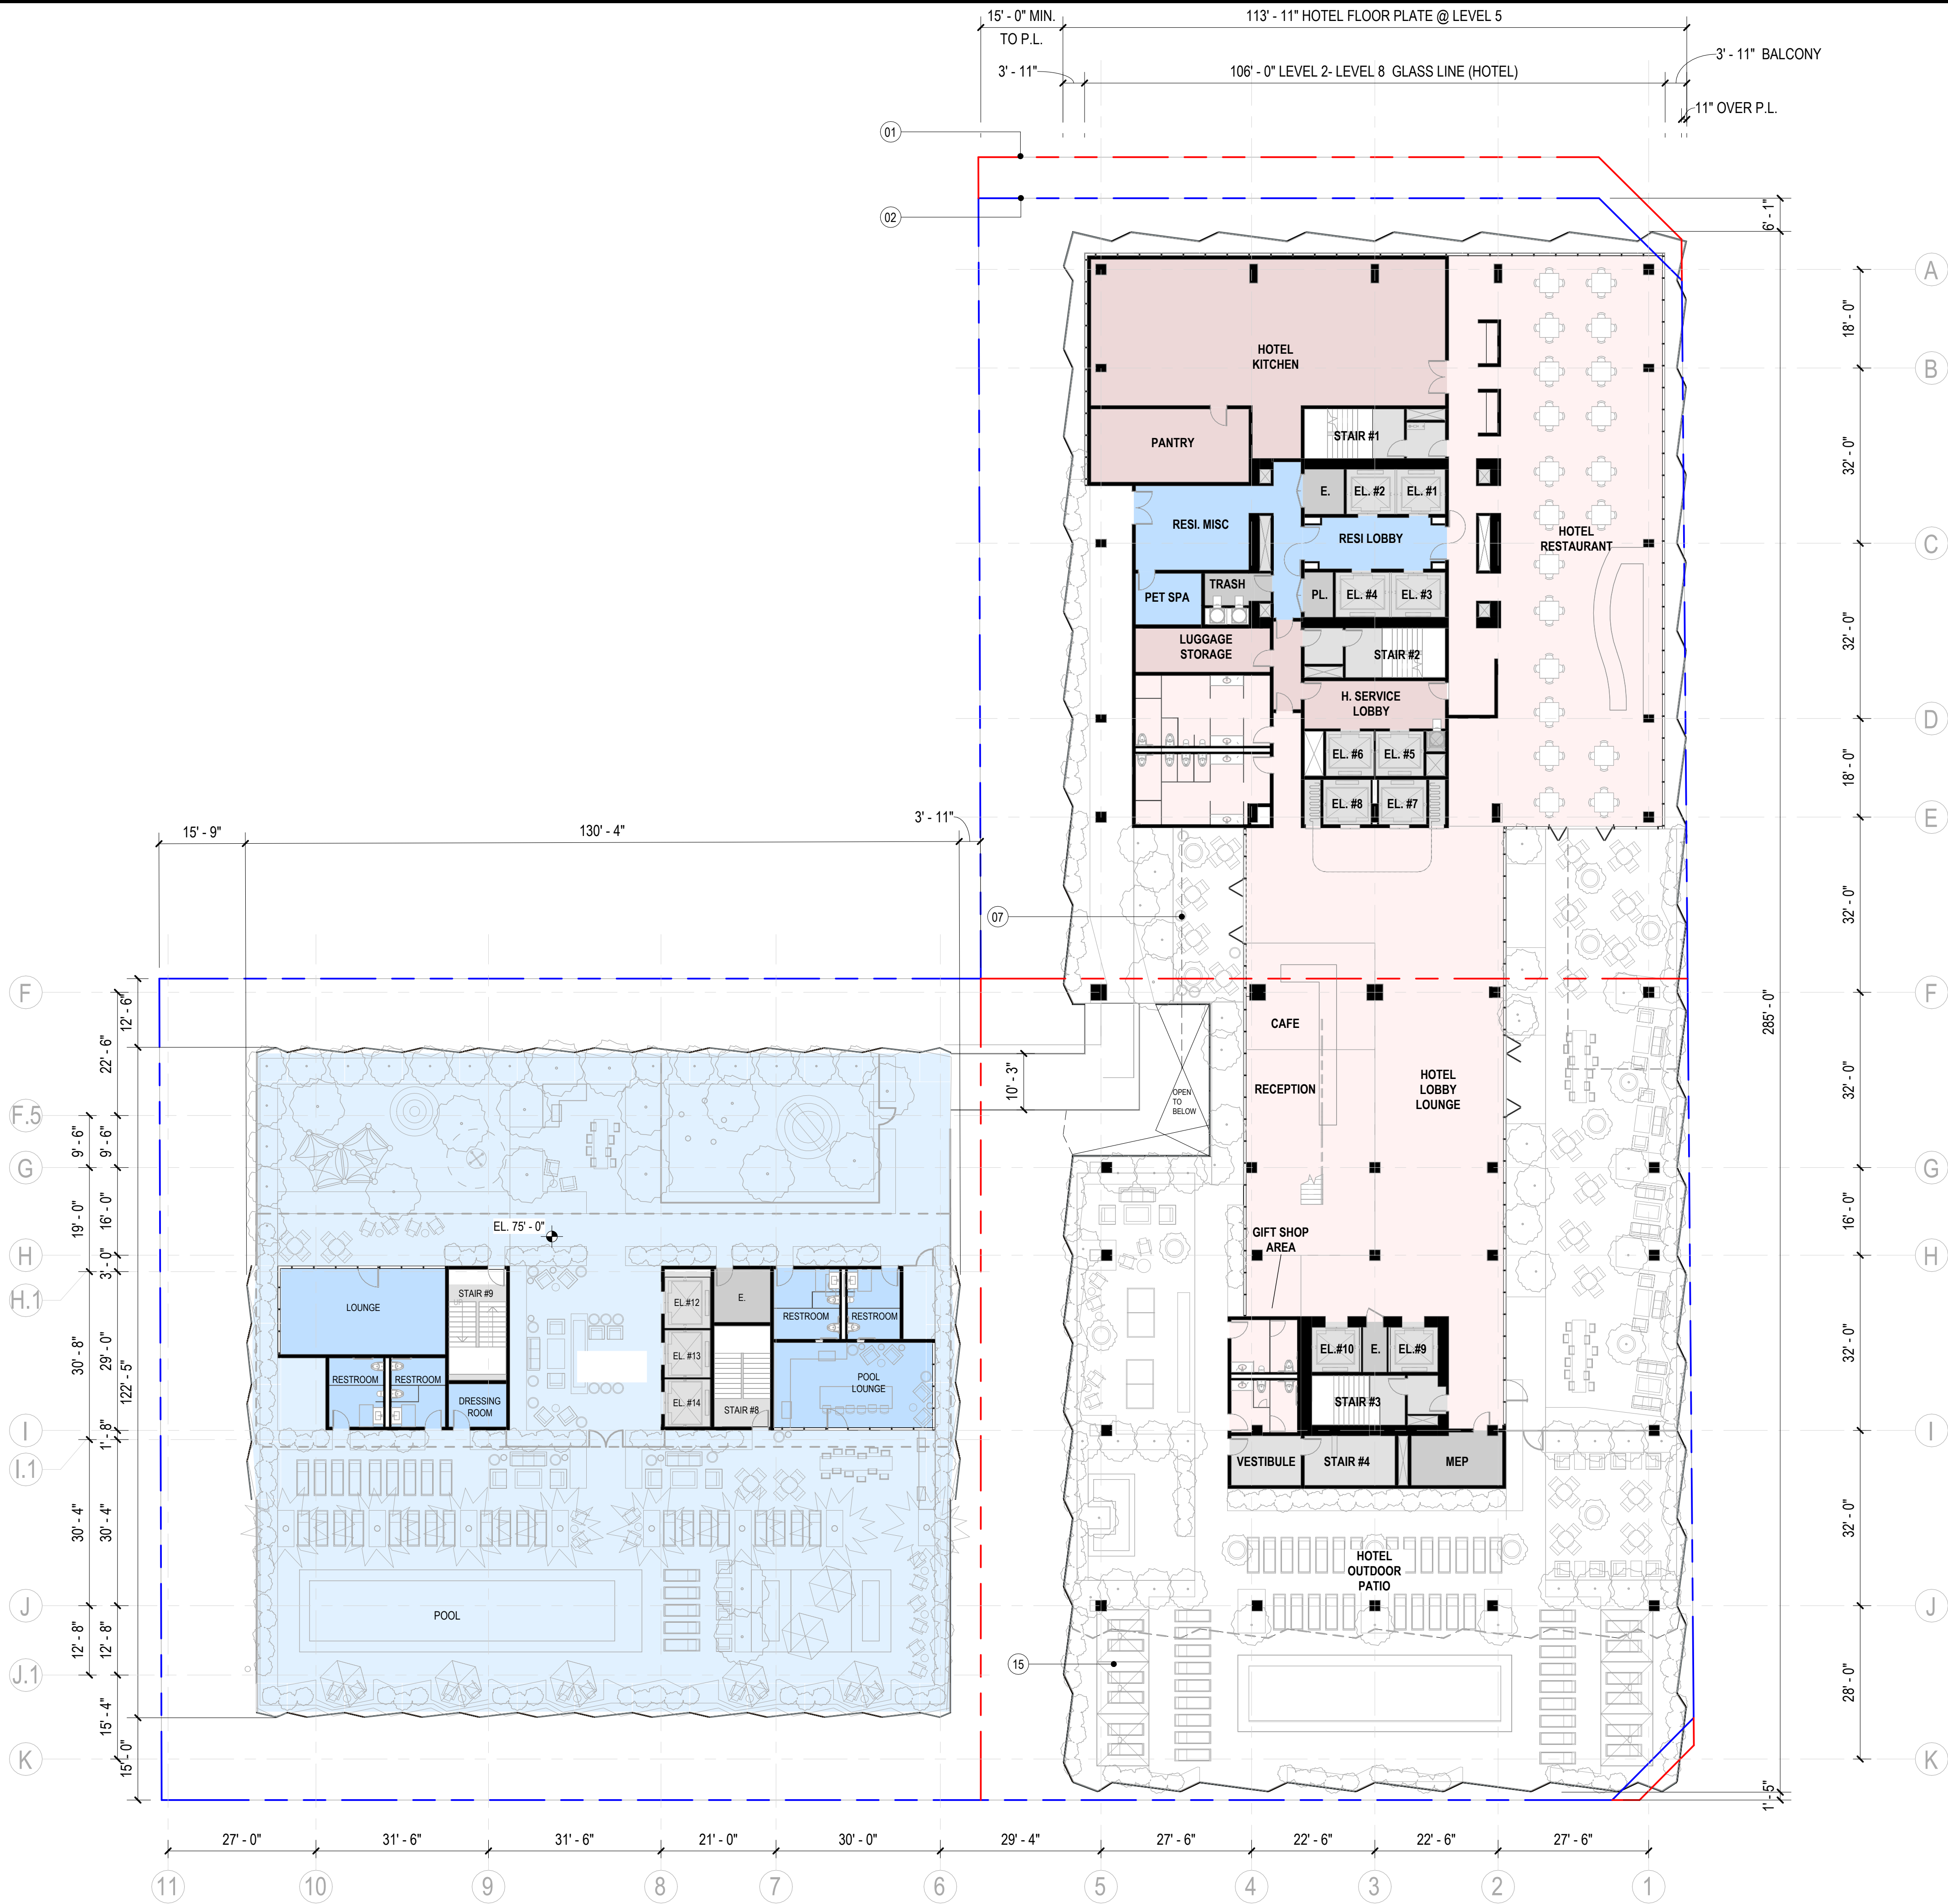 15' - 0" MIN.
TO P.L.
113' - 11" HOTEL FLOOR PLATE @ LEVEL 5
3' - 11" BALCONY
3' - 11"
106' - 0" LEVEL 2- LEVEL 8 GLASS LINE (HOTEL)
11" OVER P.L.
01
02
6' - 1"
A
18' - 0"
HOTEL
KITCHEN
B
PANTRY
STAIR #1
32' - 0"
E.
EL. #2
EL. #1
RESI. MISC
RESI LOBBY
HOTEL
RESTAURANT
C
TRASH
PET SPA
PL.
EL. #4
EL. #3
LUGGAGE
STORAGE
STAIR #2
32' - 0"
H. SERVICE
LOBBY
D
EL. #6
EL. #5
18' - 0"
EL. #8
EL. #7
E
15' - 9"
130' - 4"
3' - 11"
07
32' - 0"
F
12' - 6"
F
CAFE
285' - 0"
22' - 6"
10' - 3"
OPEN
TO
BELOW
RECEPTION
HOTEL
LOBBY
LOUNGE
32' - 0"
F.5
9' - 6"
9' - 6"
G
G
19' - 0"
16' - 0"
16' - 0"
EL. 75' - 0"
GIFT SHOP
AREA
H
H
3' - 0"
H.1
STAIR #9
UP
LOUNGE
EL.#12
E.
RESTROOM
RESTROOM
30' - 8"
29' - 0"
122' - 5"
EL. #13
EL.#10
E.
EL.#9
32' - 0"
RESTROOM
RESTROOM
POOL
LOUNGE
DRESSING
ROOM
EL. #14
STAIR #8
STAIR #3
I
1' - 8"
I
I.1
VESTIBULE
STAIR #4
MEP
30' - 4"
30' - 4"
32' - 0"
HOTEL
OUTDOOR
PATIO
J
POOL
J
12' - 8"
12' - 8"
15
J.1
28' - 0"
15' - 4"
K
15' - 0"
K
1' - 5"
27' - 0"
31' - 6"
31' - 6"
21' - 0"
30' - 0"
29' - 4"
27' - 6"
22' - 6"
22' - 6"
27' - 6"
11
10
9
8
7
6
5
4
3
2
1